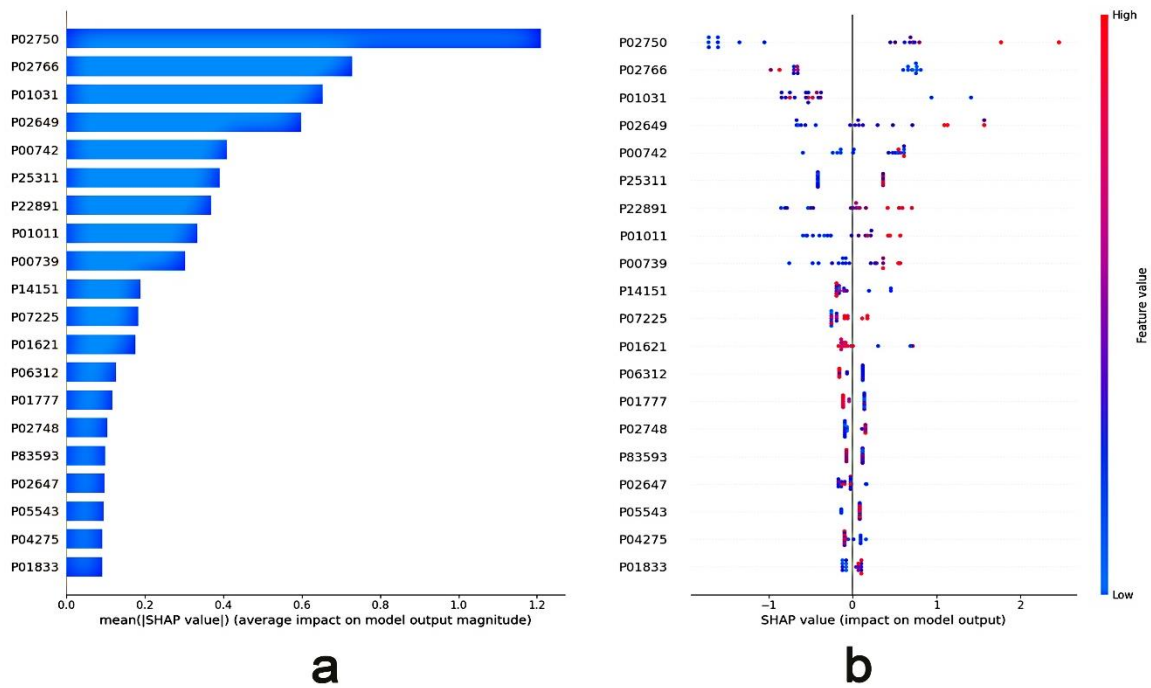 P02750
P02766
P01031
P02649
P00742
P25311
P22891
P01011
P00739
P14151
P07225
P01621
P06312
P01777
P02748
P83593
P02647
P05543
P04275
P01833
0.0 0.2 0.4 0.6 0.8 1.0 1.2
mean(|SHAP value|) (average impact on model output magnitude)
a
P02750
P02766
P01031
P02649
P00742
P25311
P22891
P01011
P00739
P14151
P07225
P01621
P06312
P01777
P02748
P83593
P02647
P05543
P04275
P01833
−1 0 1 2
SHAP value (impact on model output)
High
Feature value
Low
b